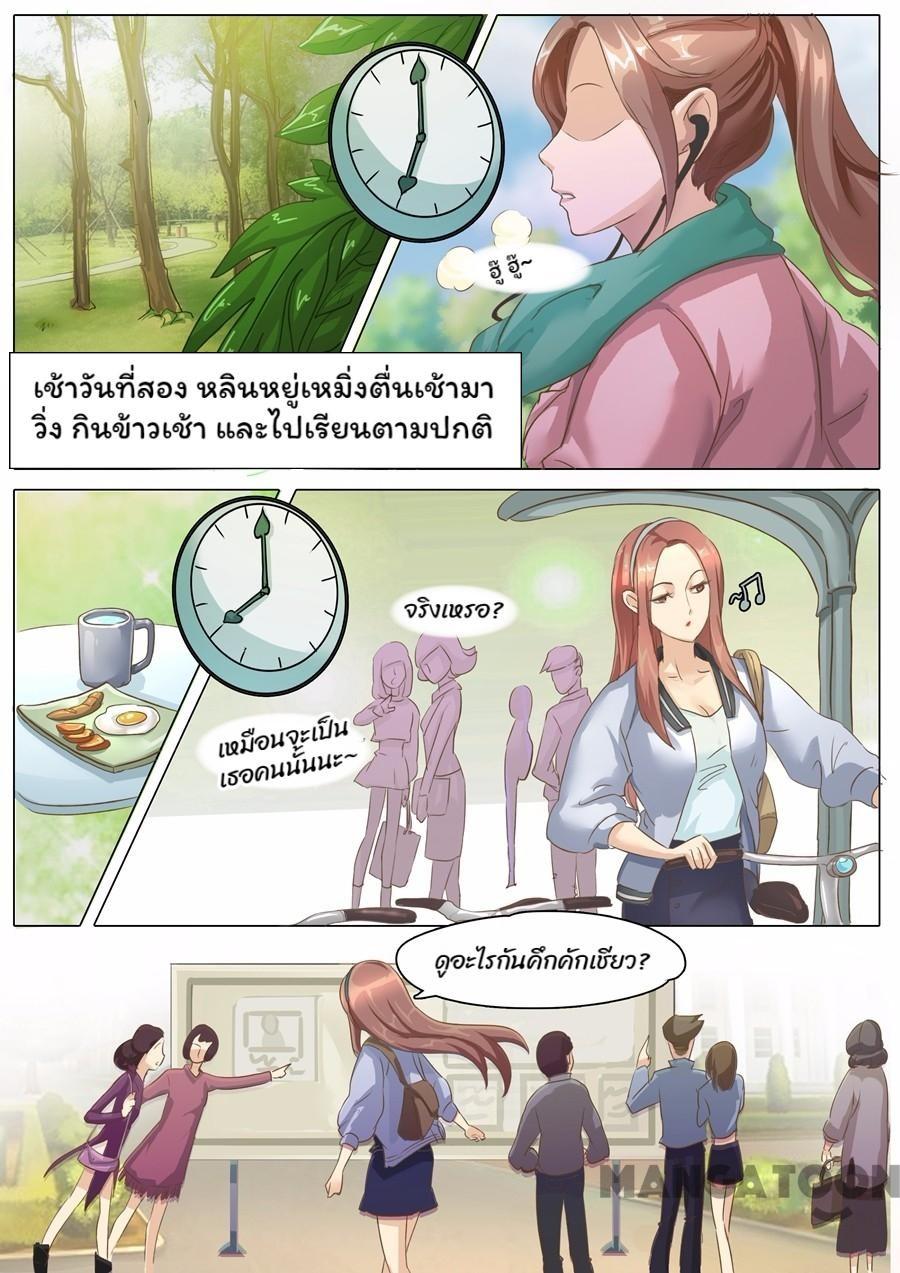 ฮู๊ ฮู๊~
เช้าวันที่สอง หลินหยู่เหมิ่งตื่นเช้ามา
วิ่ง กินข้าวเช้า และไปเรียนตามปกติ
จริงเหรอ?
เหมือนจะเป็น
เธอคนนั้นนะ~
ดูอะไรกันคึกคักเชียว?
MANGATOON